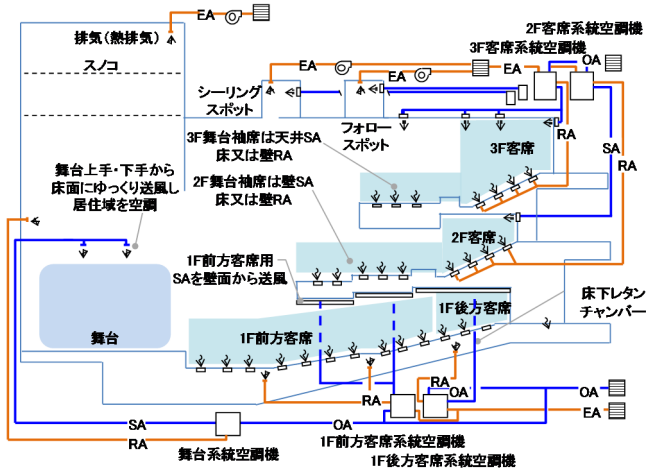 EA
排気(熱排気)
スノコ
シーリング
スポット
EA
フォロー
スポット
EA
2F客席系統空調機
3F客席系統空調機
EA
OA
RA
SA
RA
3F舞台袖席は天井SA
床又は壁RA
3F客席
2F舞台袖席は壁SA
床又は壁RA
2F客席
舞台上手・下手から
床面にゆっくり送風し
居住域を空調
1F前方客席用
SAを壁面から送風
舞台
1F前方客席
1F後方客席
床下レタン
チャンバー
RA
RA
OA
OA
EA
SA
RA
OA
舞台系統空調機
1F前方客席系統空調機
1F後方客席系統空調機